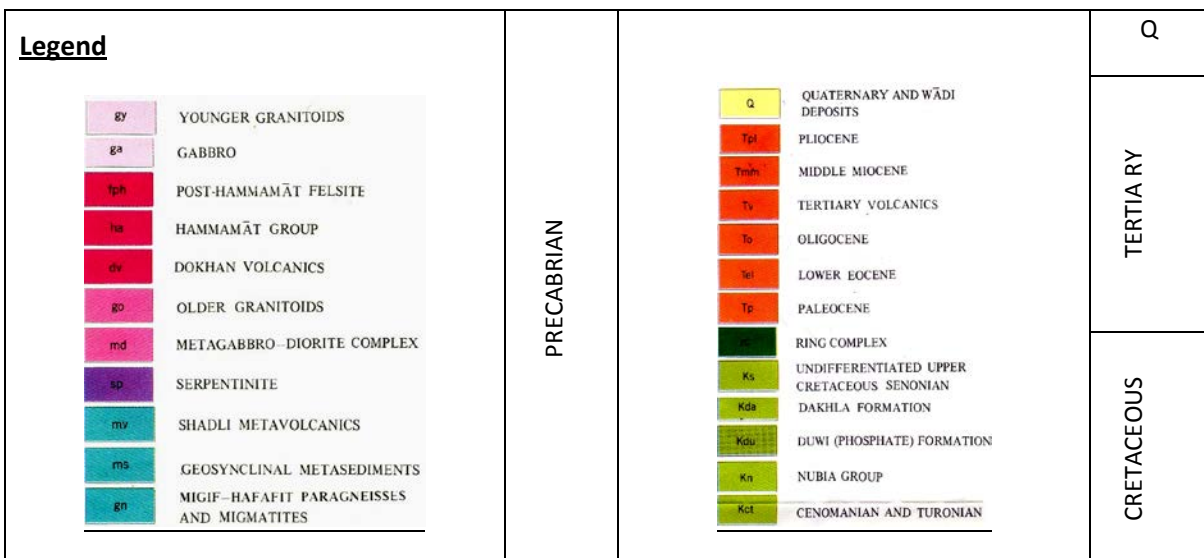 Legend
gy YOUNGER GRANITOIDS
ga GABBRO
fph POST-HAMMAMĀT FELSITE
ha HAMMAMĀT GROUP
dv DOKHAN VOLCANICS
go OLDER GRANITOIDS
md METAGABBRO–DIORITE COMPLEX
sp SERPENTINITE
mv SHADLI METAVOLCANICS
ms GEOSYNCLINAL METASEDIMENTS
gn MIGIF–HAFAFIT PARAGNEISSES
AND MIGMATITES
PRECABRIAN
Q QUATERNARY AND WĀDI
DEPOSITS
Tpl PLIOCENE
Tmm MIDDLE MIOCENE
Tv TERTIARY VOLCANICS
To OLIGOCENE
Tel LOWER EOCENE
Tp PALEOCENE
RING COMPLEX
Ks UNDIFFERENTIATED UPPER
CRETACEOUS SENONIAN
Kda DAKHLA FORMATION
Kdu DUWI (PHOSPHATE) FORMATION
Kn NUBIA GROUP
Kct CENOMANIAN AND TURONIAN
Q
TERTIA RY
CRETACEOUS